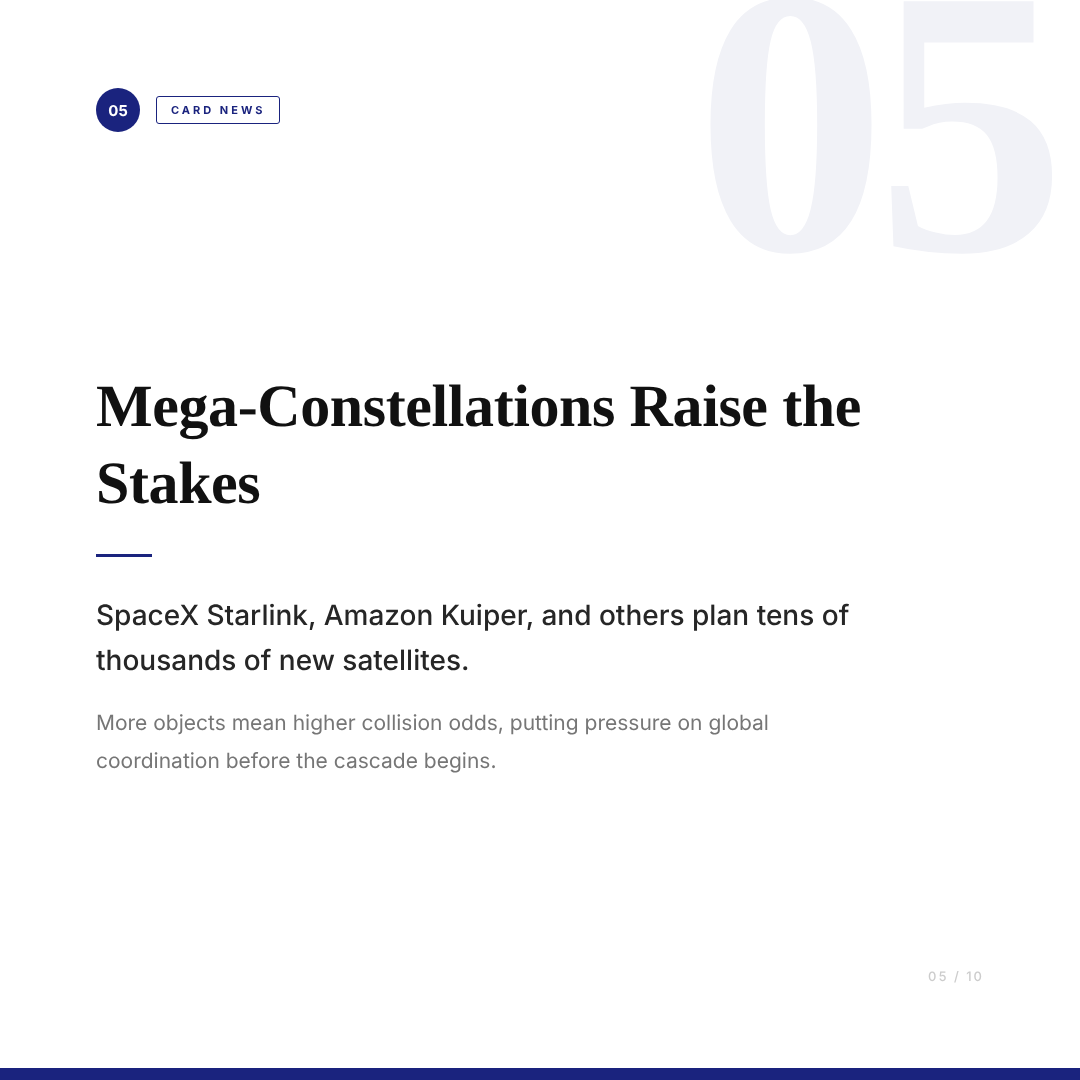 05
05 CARD NEWS
Mega-Constellations Raise the
Stakes
SpaceX Starlink, Amazon Kuiper, and others plan tens of
thousands of new satellites.
More objects mean higher collision odds, putting pressure on global
coordination before the cascade begins.
05 / 10